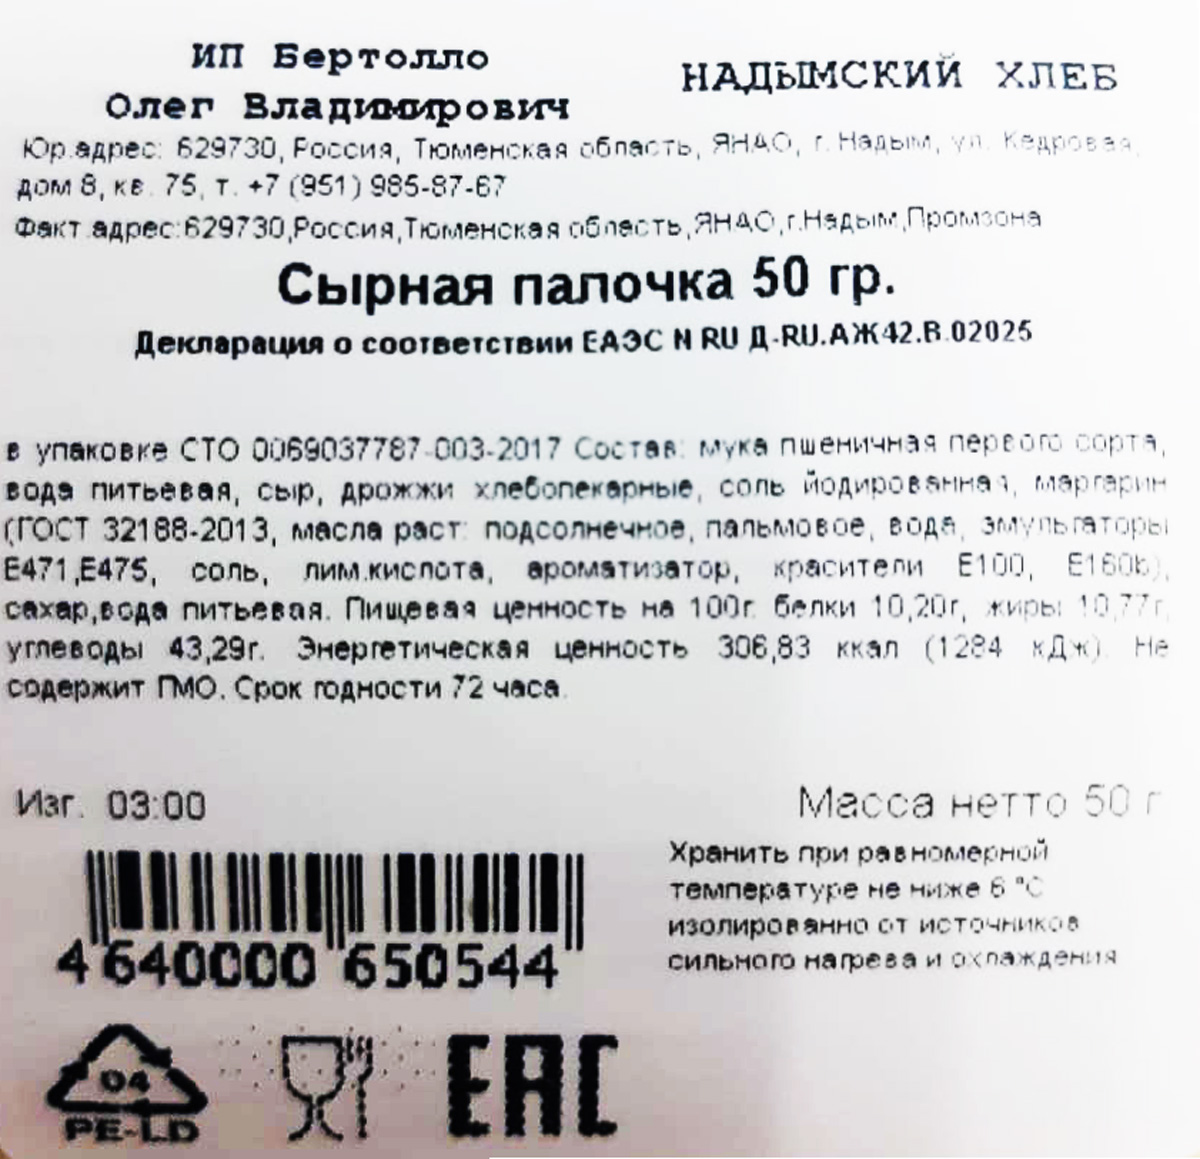 ИП Бертолло
Олег Владимирович
НАДЫМСКИЙ ХЛЕБ
Юр.адрес: 629730, Россия, Тюменская область, ЯНАО, г. Надым, ул. Кедровая,
дом 8, кв. 75, т. +7 (951) 985-87-67
Факт.адрес:629730,Россия,Тюменская область,ЯНАО,г.Надым,Промзона
Сырная палочка 50 гр.
Декларация о соответствии ЕАЭС N RU Д-RU.АЖ42.В.02025
в упаковке СТО 0069037787-003-2017 Состав: мука пшеничная первого сорта,
вода питьевая, сыр, дрожжи хлебопекарные, соль йодированная, маргарин
(ГОСТ 32188-2013, масла раст: подсолнечное, пальмовое, вода, эмульгаторы
Е471,Е475, соль, лим.кислота, ароматизатор, красители Е100, Е160b),
сахар,вода питьевая. Пищевая ценность на 100г. белки 10,20г, жиры 10,77г,
углеводы 43,29г. Энергетическая ценность 306,83 ккал (1284 кДж). Не
содержит ГМО. Срок годности 72 часа.
Изг. 03:00
Масса нетто 50 г
Хранить при равномерной
температуре не ниже 6 °С
изолированно от источников
сильного нагрева и охлаждения
4 640000 650544
04
PE-LD
EAC